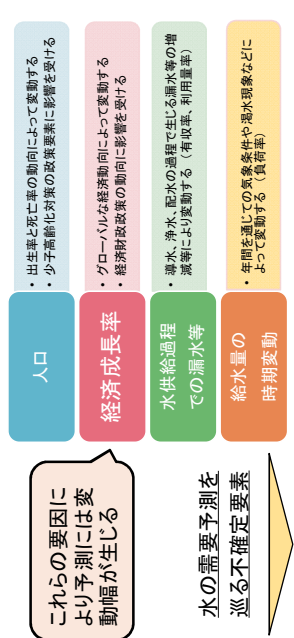 水の需要予測を
巡る不確定要素
これらの要因に
より予測には変
動幅が生じる
人口
・ 出生率と死亡率の動向によって変動する
・ 少子高齢化対策の政策要素に影響を受ける
経済成長率
・ グローバルな経済動向によって変動する
・ 経済財政政策の動向に影響を受ける
水供給過程
での漏水等
・ 導水、浄水、配水の過程で生じる漏水等の増
減等により変動する（有収率、利用量率）
給水量の
時期変動
・ 年間を通じての気象条件や渇水現象などに
よって変動する（負荷率）